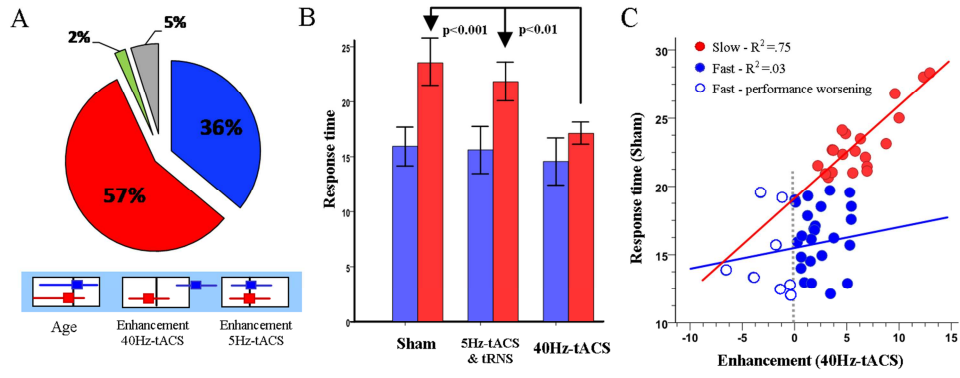 A
5%
2%
36%
57%
Age
Enhancement
40Hz-tACS
Enhancement
5Hz-tACS
B
p<0.001
p<0.01
Response time
25
20
15
10
5
0
Sham
5Hz-tACS
& tRNS
40Hz-tACS
C
Slow - R²=.75
Fast - R²=.03
Fast - performance worsening
Response time (Sham)
30
25
20
15
10
-10
-5
0
5
10
15
Enhancement (40Hz-tACS)